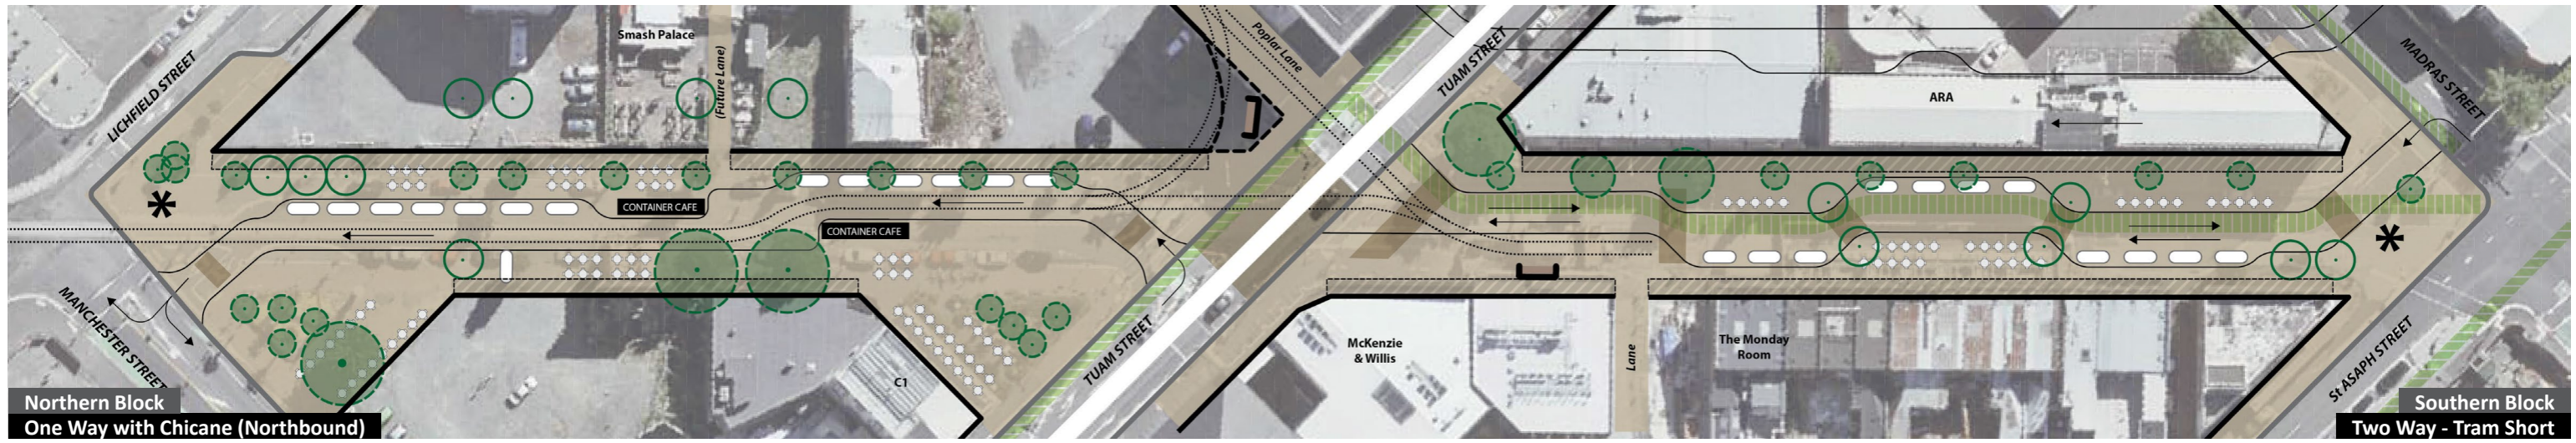 LICHFIELD STREET
Smash Palace
(Future Lane)
Poplar Lane
TUAM STREET
ARA
MADRAS STREET
CONTAINER CAFE
CONTAINER CAFE
*
*
MANCHESTER STREET
C1
TUAM STREET
McKenzie
& Willis
Lane
The Monday
Room
St ASAPH STREET
Northern Block
One Way with Chicane (Northbound)
Southern Block
Two Way - Tram Short